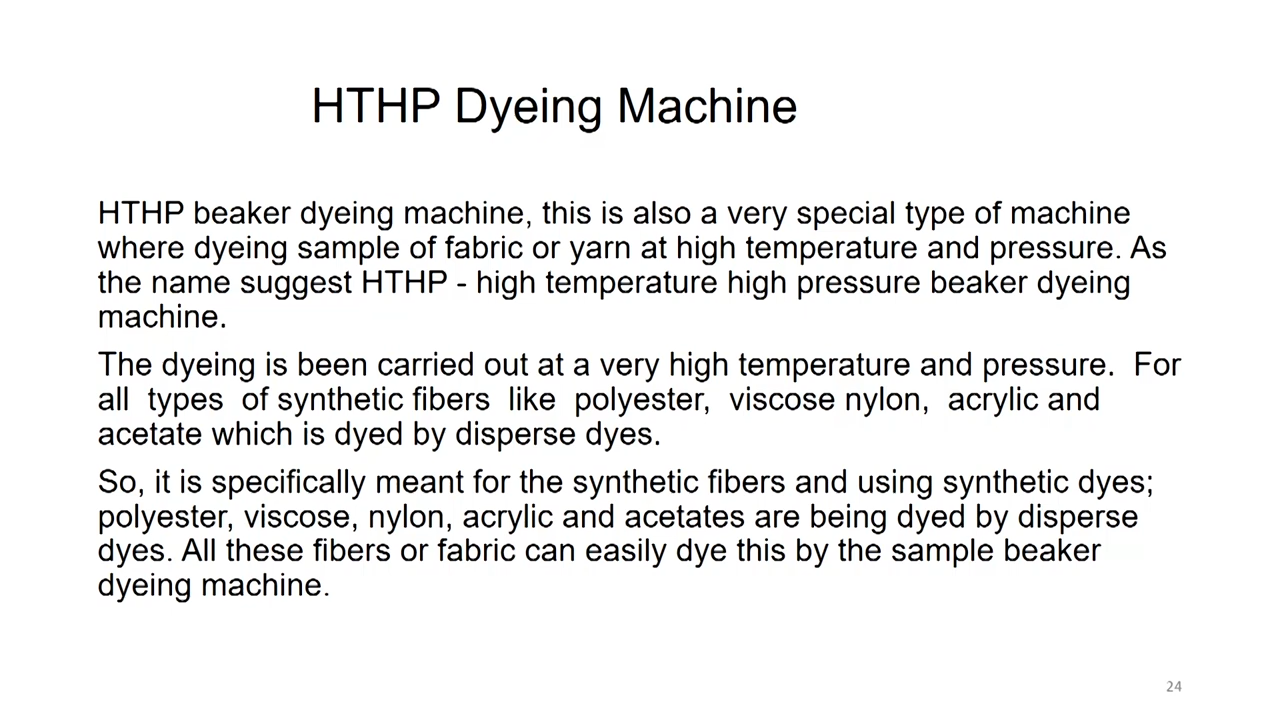 HTHP Dyeing Machine
HTHP beaker dyeing machine, this is also a very special type of machine
where dyeing sample of fabric or yarn at high temperature and pressure. As
the name suggest HTHP - high temperature high pressure beaker dyeing
machine.
The dyeing is been carried out at a very high temperature and pressure.  For
all  types  of synthetic fibers  like  polyester,  viscose nylon,  acrylic and
acetate which is dyed by disperse dyes.
So, it is specifically meant for the synthetic fibers and using synthetic dyes;
polyester, viscose, nylon, acrylic and acetates are being dyed by disperse
dyes. All these fibers or fabric can easily dye this by the sample beaker
dyeing machine.
24